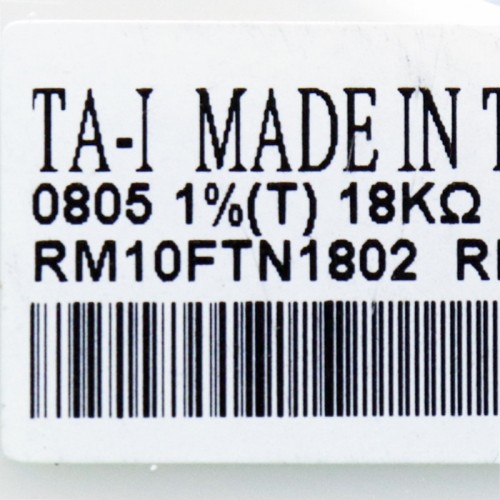 TA-I MADE IN
0805 1%(T) 18KΩ
RM10FTN1802